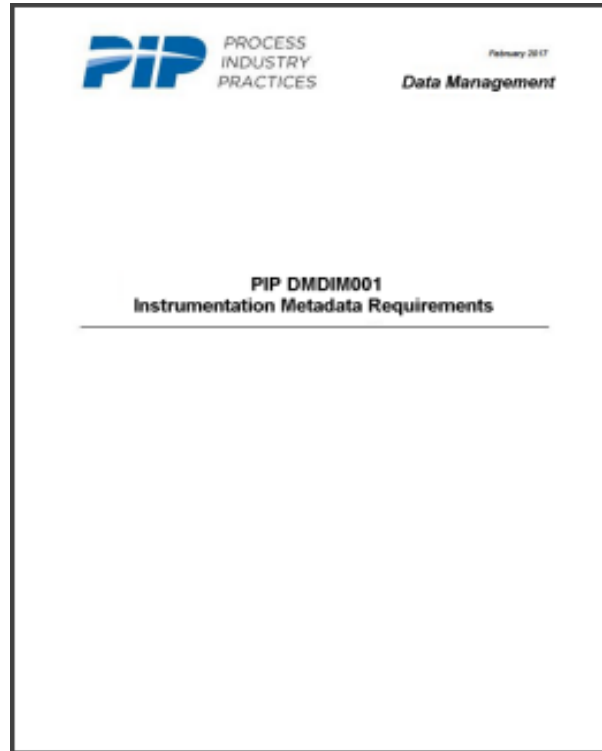 PIP
PROCESS
INDUSTRY
PRACTICES
February 2017
Data Management
PIP DMDIM001
Instrumentation Metadata Requirements